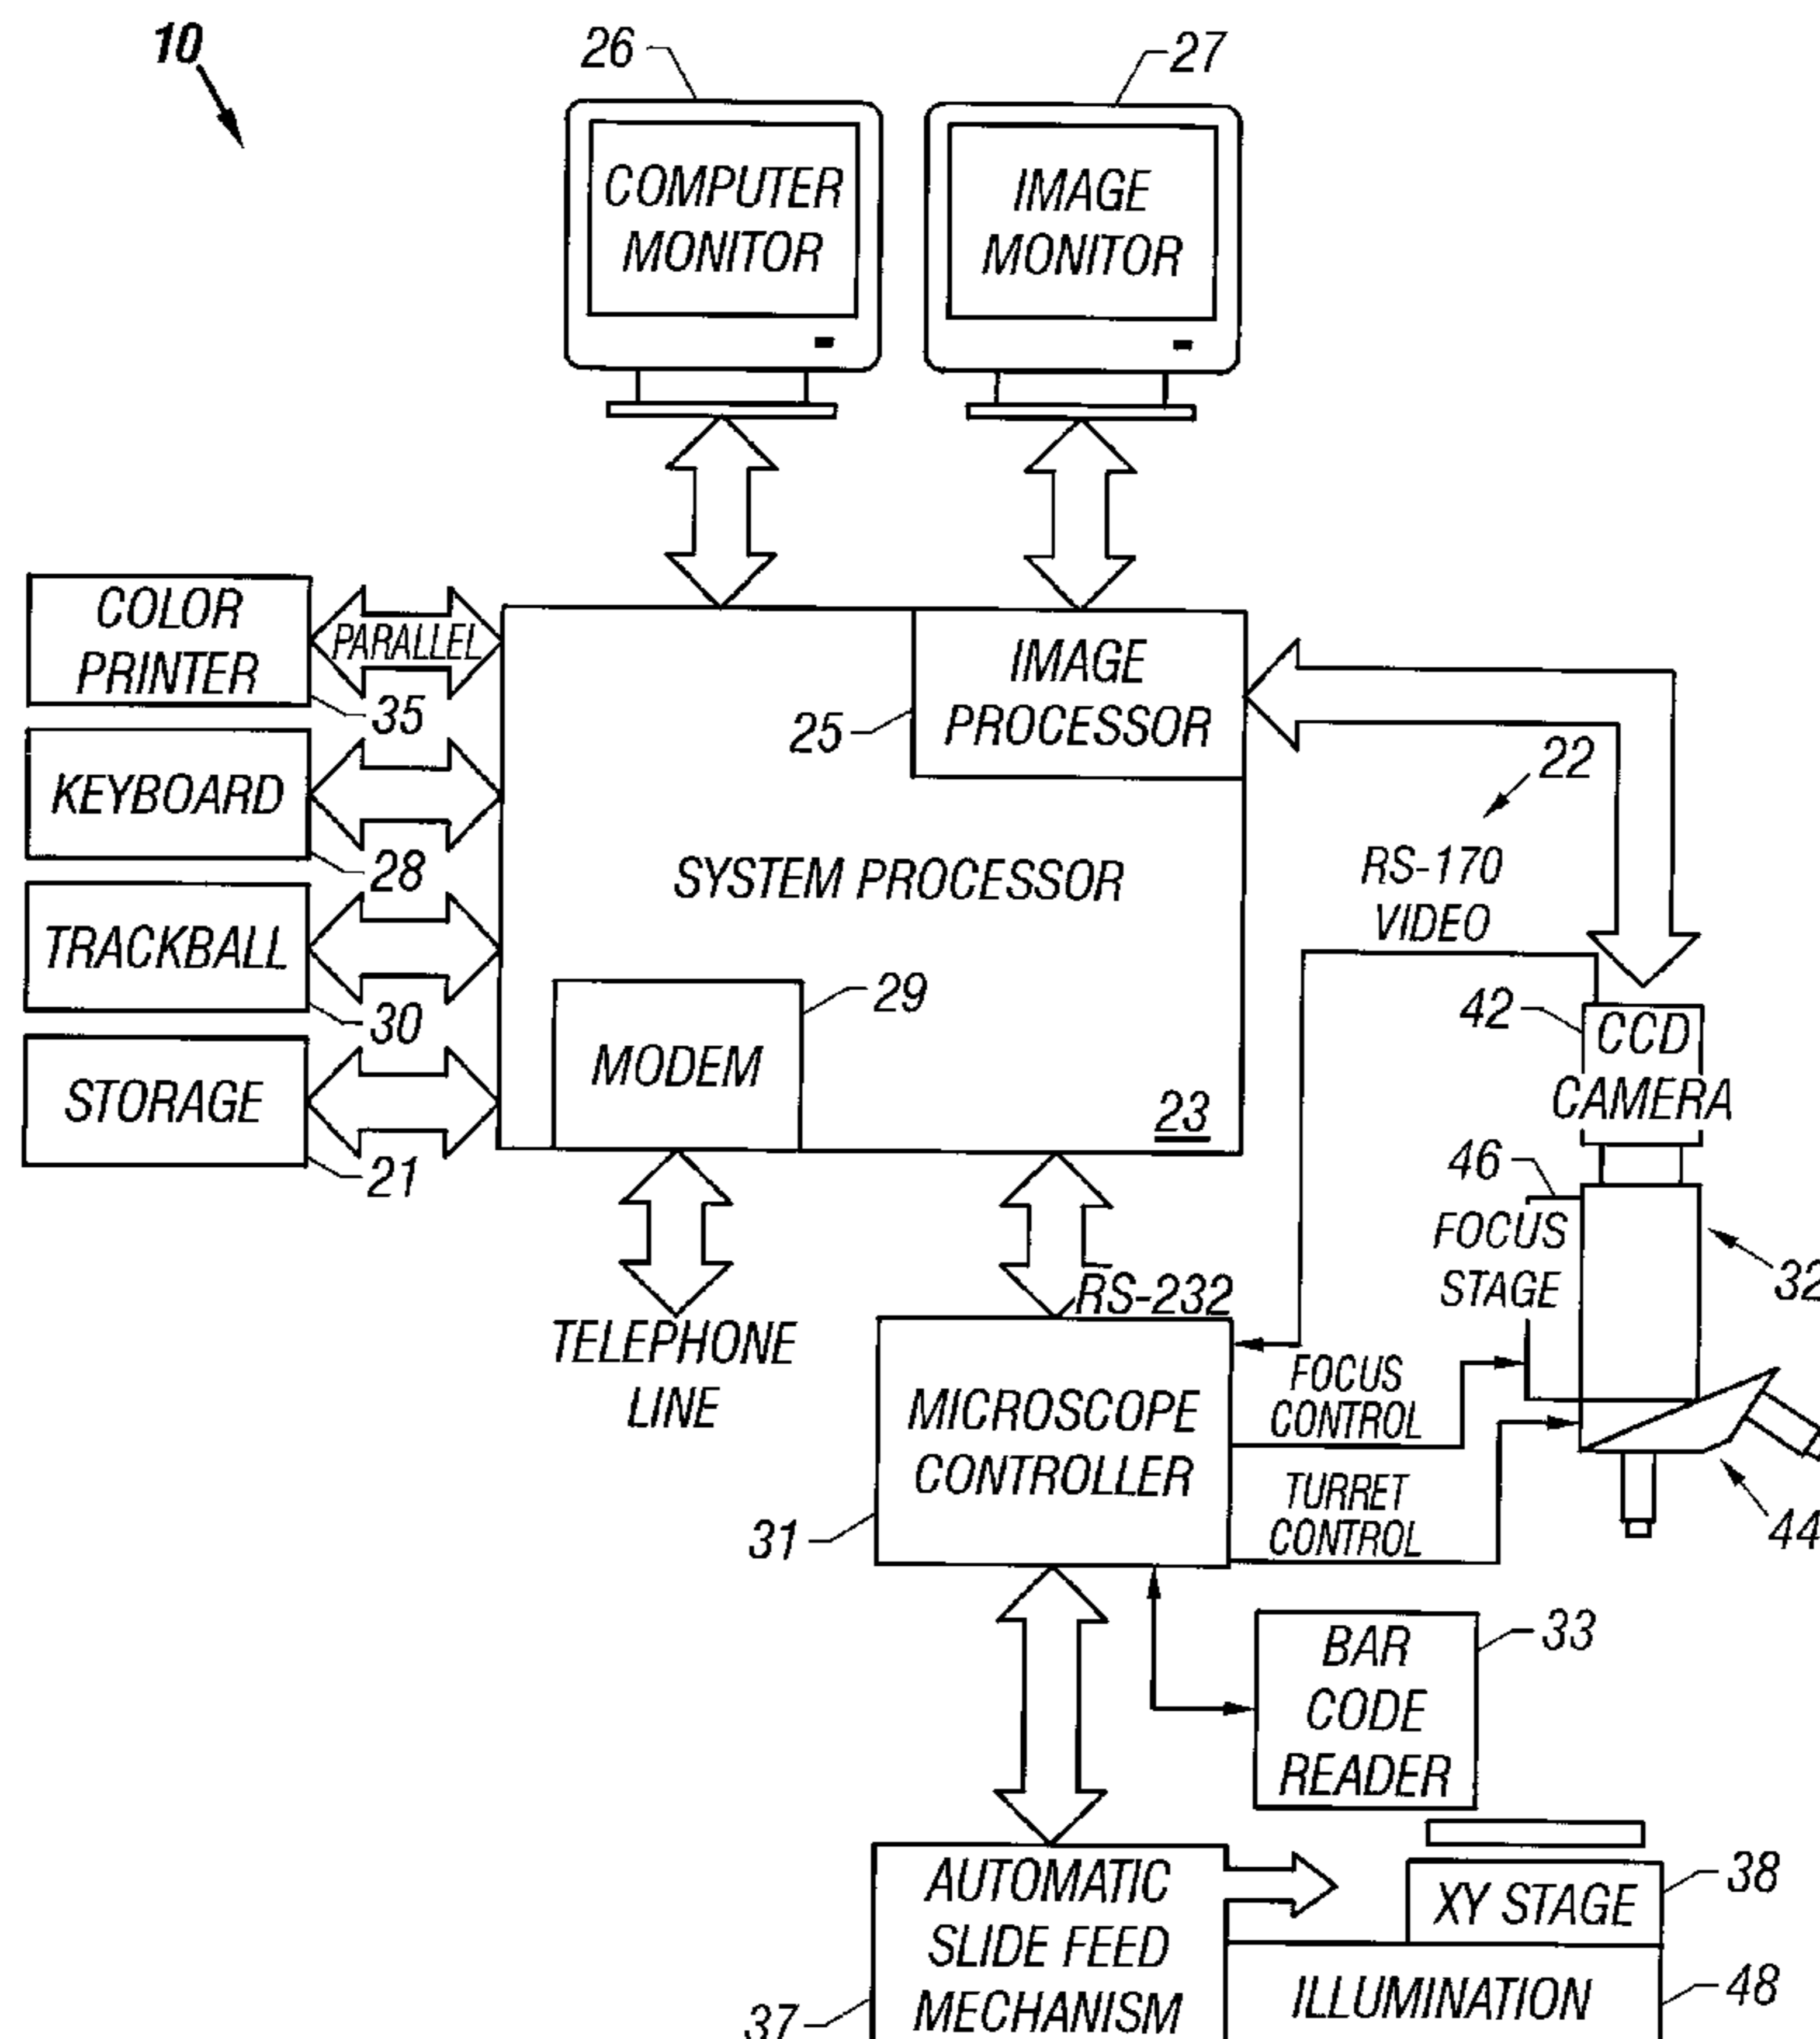 10
26
27
COMPUTER
MONITOR
IMAGE
MONITOR
COLOR
PRINTER
PARALLEL
35
IMAGE
PROCESSOR
25
22
KEYBOARD
28
SYSTEM PROCESSOR
RS-170
VIDEO
TRACKBALL
30
29
42
CCD
CAMERA
STORAGE
21
MODEM
23
46
FOCUS
STAGE
32
TELEPHONE
LINE
RS-232
MICROSCOPE
CONTROLLER
31
FOCUS
CONTROL
TURRET
CONTROL
44
BAR
CODE
READER
33
AUTOMATIC
SLIDE FEED
MECHANISM
37
XY STAGE
38
ILLUMINATION
48